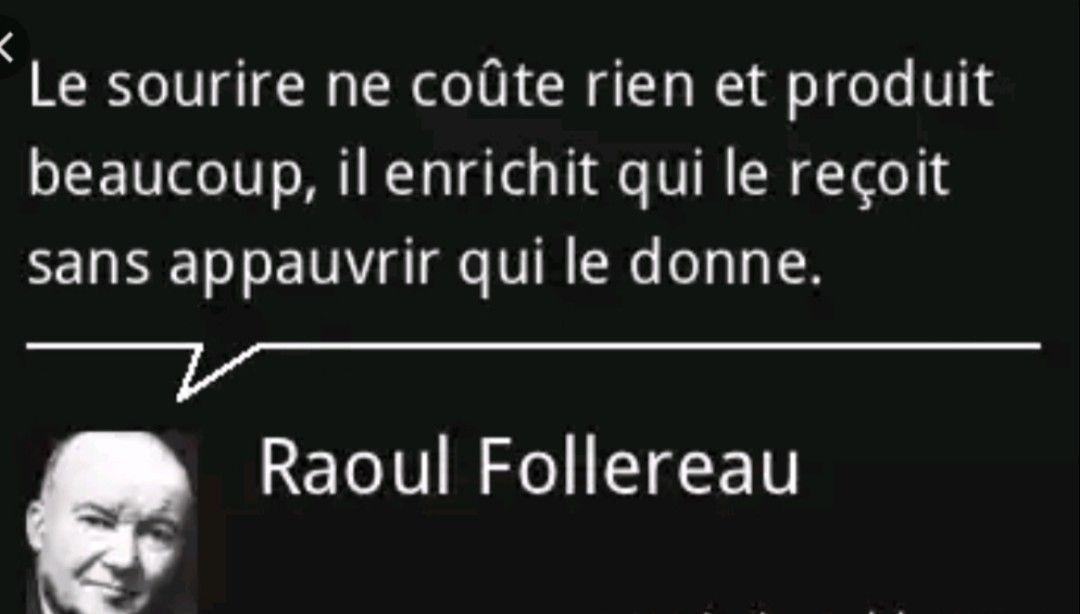 Le sourire ne coûte rien et produit
beaucoup, il enrichit qui le reçoit
sans appauvrir qui le donne.
Raoul Follereau